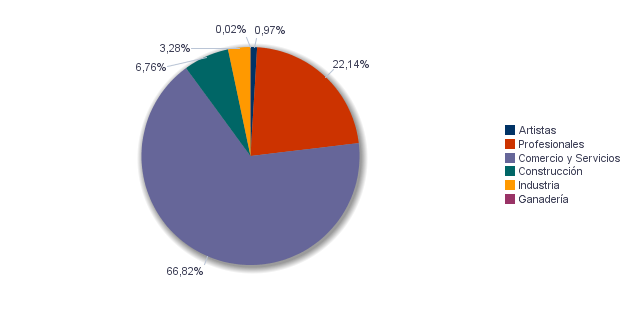 0,02%
0,97%
3,28%
6,76%
22,14%
66,82%
Artistas
Profesionales
Comercio y Servicios
Construcción
Industria
Ganadería